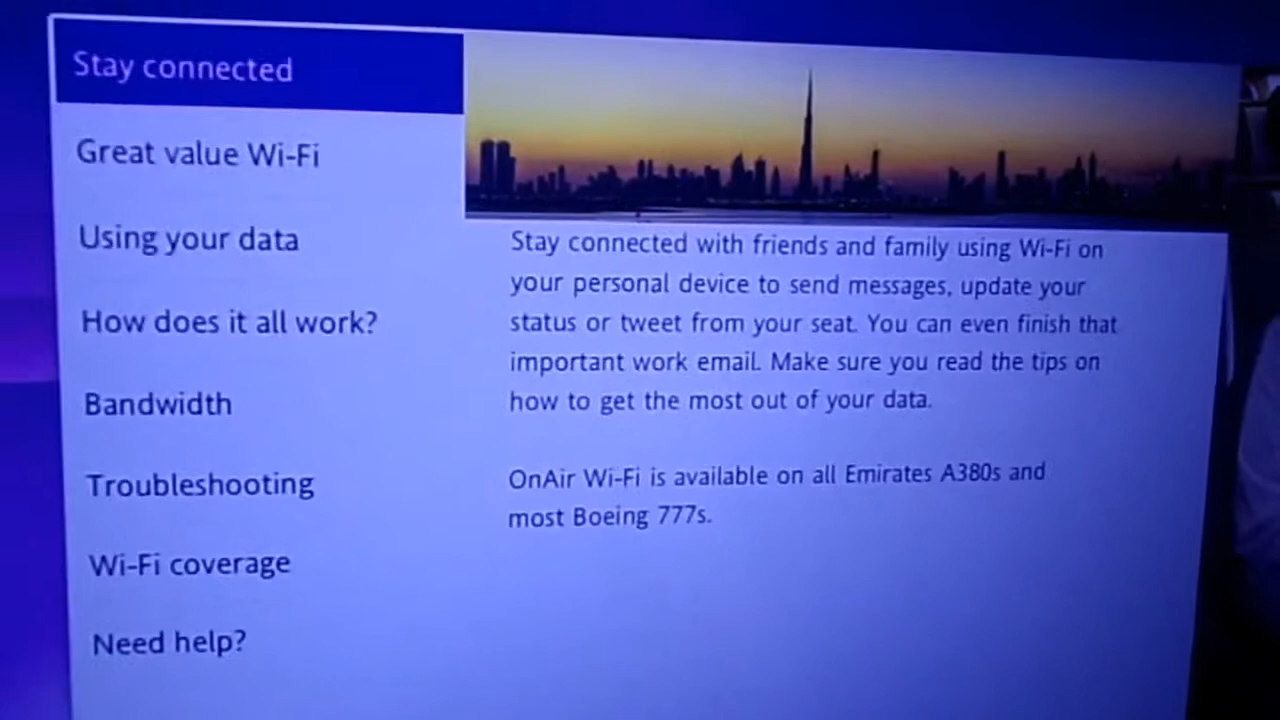 Stay connected
Great value Wi-Fi
Using your data
How does it all work?
Bandwidth
Troubleshooting
Wi-Fi coverage
Need help?
Stay connected with friends and family using Wi-Fi on
your personal device to send messages, update your
status or tweet from your seat. You can even finish that
important work email. Make sure you read the tips on
how to get the most out of your data.
OnAir Wi-Fi is available on all Emirates A380s and
most Boeing 777s.